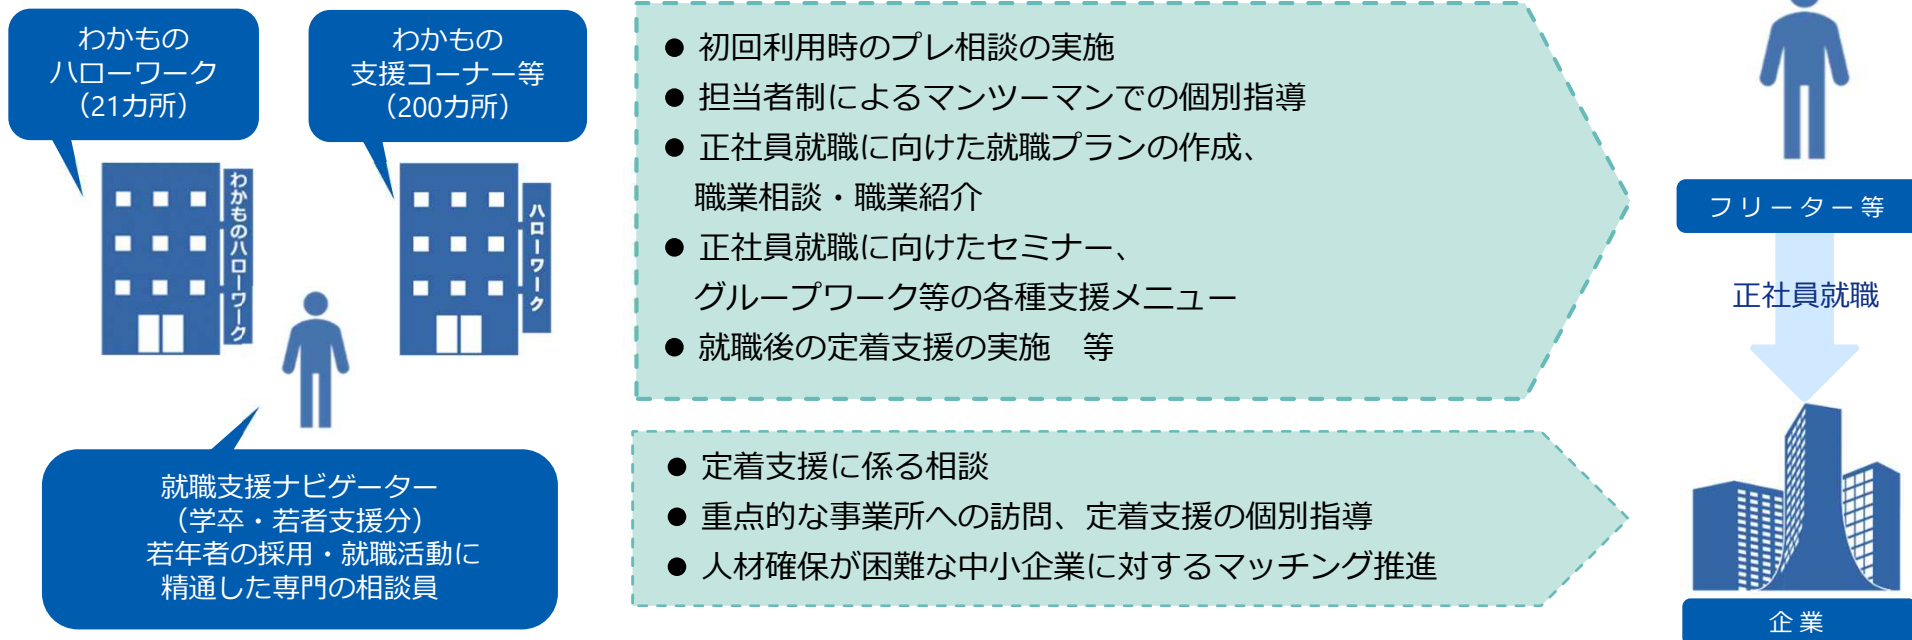 わかもの
ハローワーク
（21カ所）
わかもの
支援コーナー等
（200カ所）
わかものハローワーク
ハローワーク
就職支援ナビゲーター
（学卒・若者支援分）
若年者の採用・就職活動に
精通した専門の相談員
● 初回利用時のプレ相談の実施
● 担当者制によるマンツーマンでの個別指導
● 正社員就職に向けた就職プランの作成、
職業相談・職業紹介
● 正社員就職に向けたセミナー、
グループワーク等の各種支援メニュー
● 就職後の定着支援の実施　等
● 定着支援に係る相談
● 重点的な事業所への訪問、定着支援の個別指導
● 人材確保が困難な中小企業に対するマッチング推進
フリーター等
正社員就職
企業